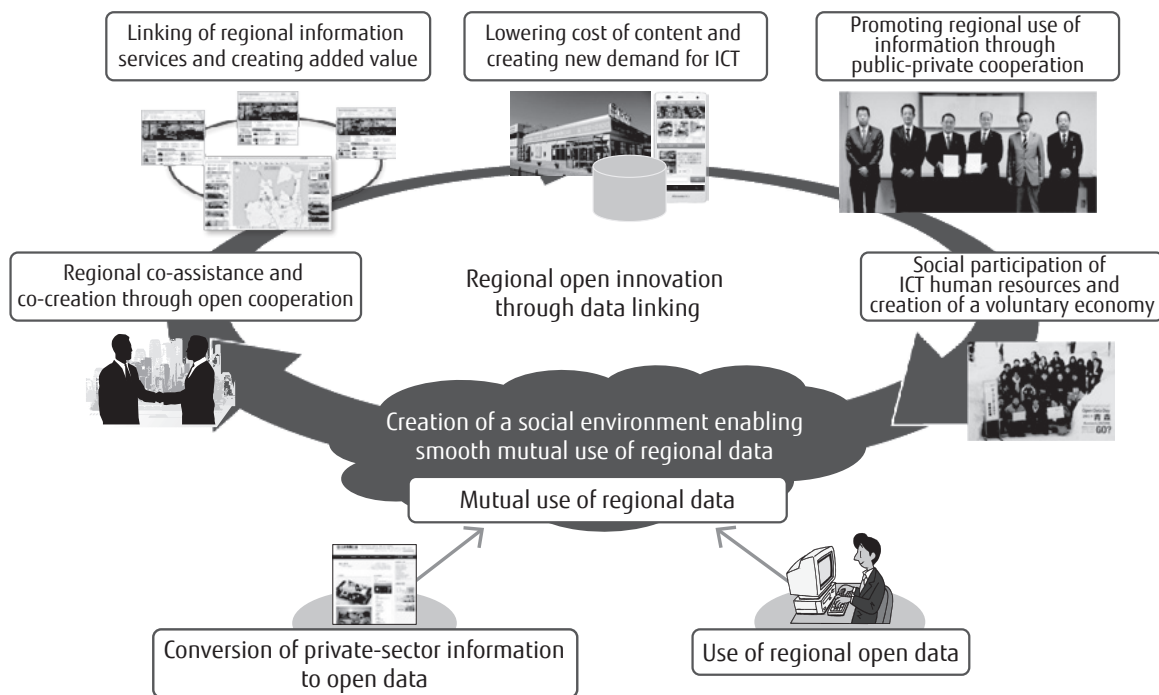 Linking of regional information
services and creating added value
Lowering cost of content and
creating new demand for ICT
Promoting regional use of
information through
public-private cooperation
Regional co-assistance and
co-creation through open cooperation
Regional open innovation
through data linking
Social participation of
ICT human resources and
creation of a voluntary economy
GO?
Creation of a social environment enabling
smooth mutual use of regional data
Mutual use of regional data
Conversion of private-sector information
to open data
Use of regional open data